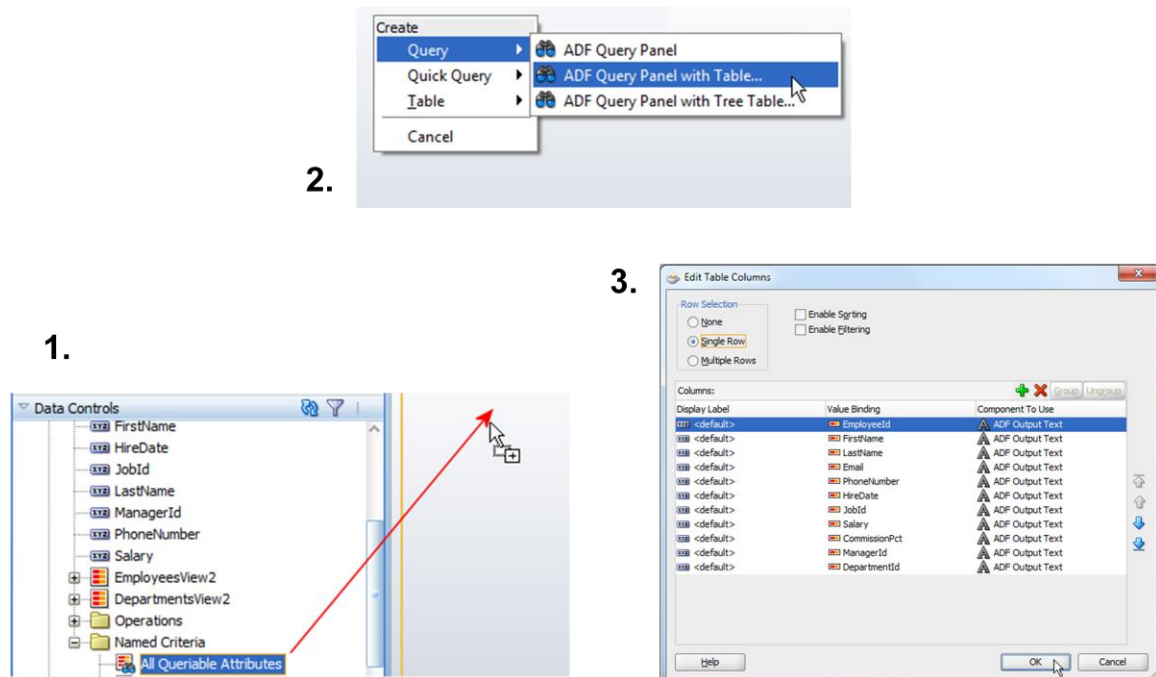 2.
Create
Query
Quick Query
Table
Cancel
ADF Query Panel
ADF Query Panel with Table...
ADF Query Panel with Tree Table...
1.
Data Controls
FirstName
HireDate
JobId
LastName
ManagerId
PhoneNumber
Salary
EmployeesView2
DepartmentsView2
Operations
Named Criteria
All Queriable Attributes
3.
Edit Table Columns
Row Selection
None
Single Row
Multiple Rows
Enable Sorting
Enable Filtering
Columns: Group Ungroup
Display Label Value Binding Component To Use
<default> EmployeeId ADF Output Text
<default> FirstName ADF Output Text
<default> LastName ADF Output Text
<default> Email ADF Output Text
<default> PhoneNumber ADF Output Text
<default> HireDate ADF Output Text
<default> JobId ADF Output Text
<default> Salary ADF Output Text
<default> CommissionPct ADF Output Text
<default> ManagerId ADF Output Text
<default> DepartmentId ADF Output Text
Help OK Cancel